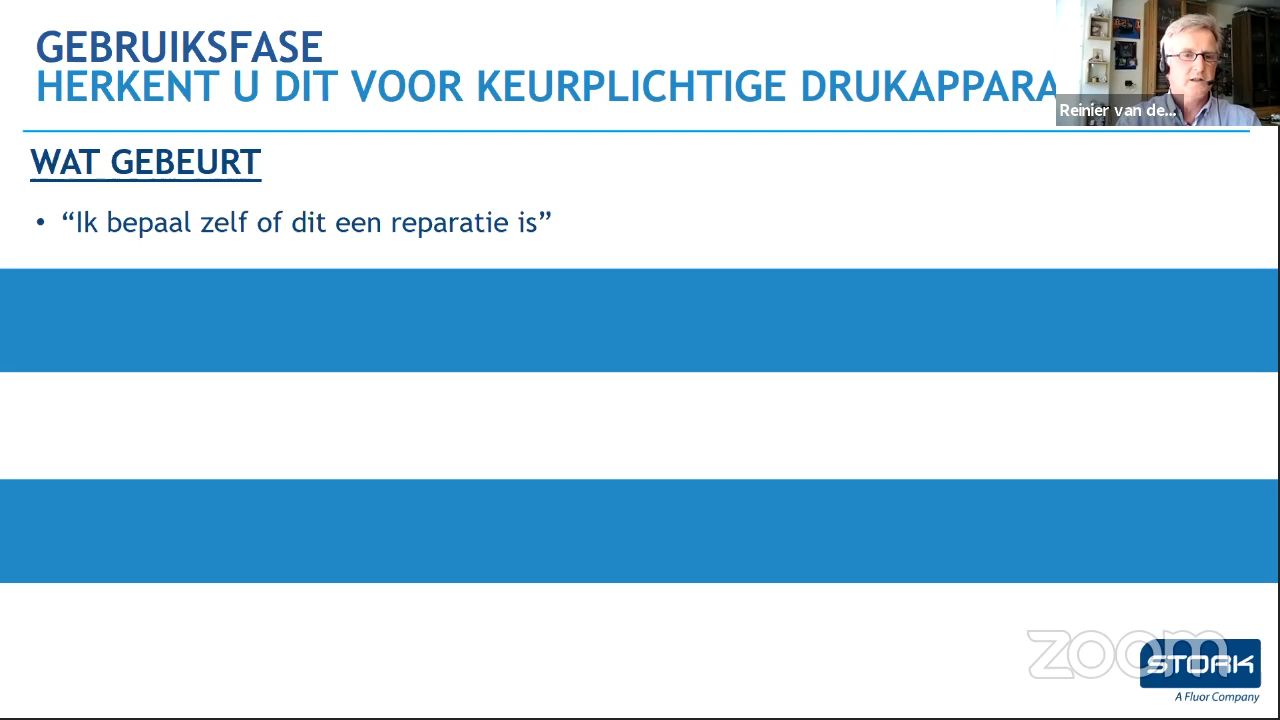 GEBRUIKSFASE
HERKENT U DIT VOOR KEURPLICHTIGE DRUKAPPARA
Reinier van de...
WAT GEBEURT
• “Ik bepaal zelf of dit een reparatie is”
zoom
STORK
A Fluor Company